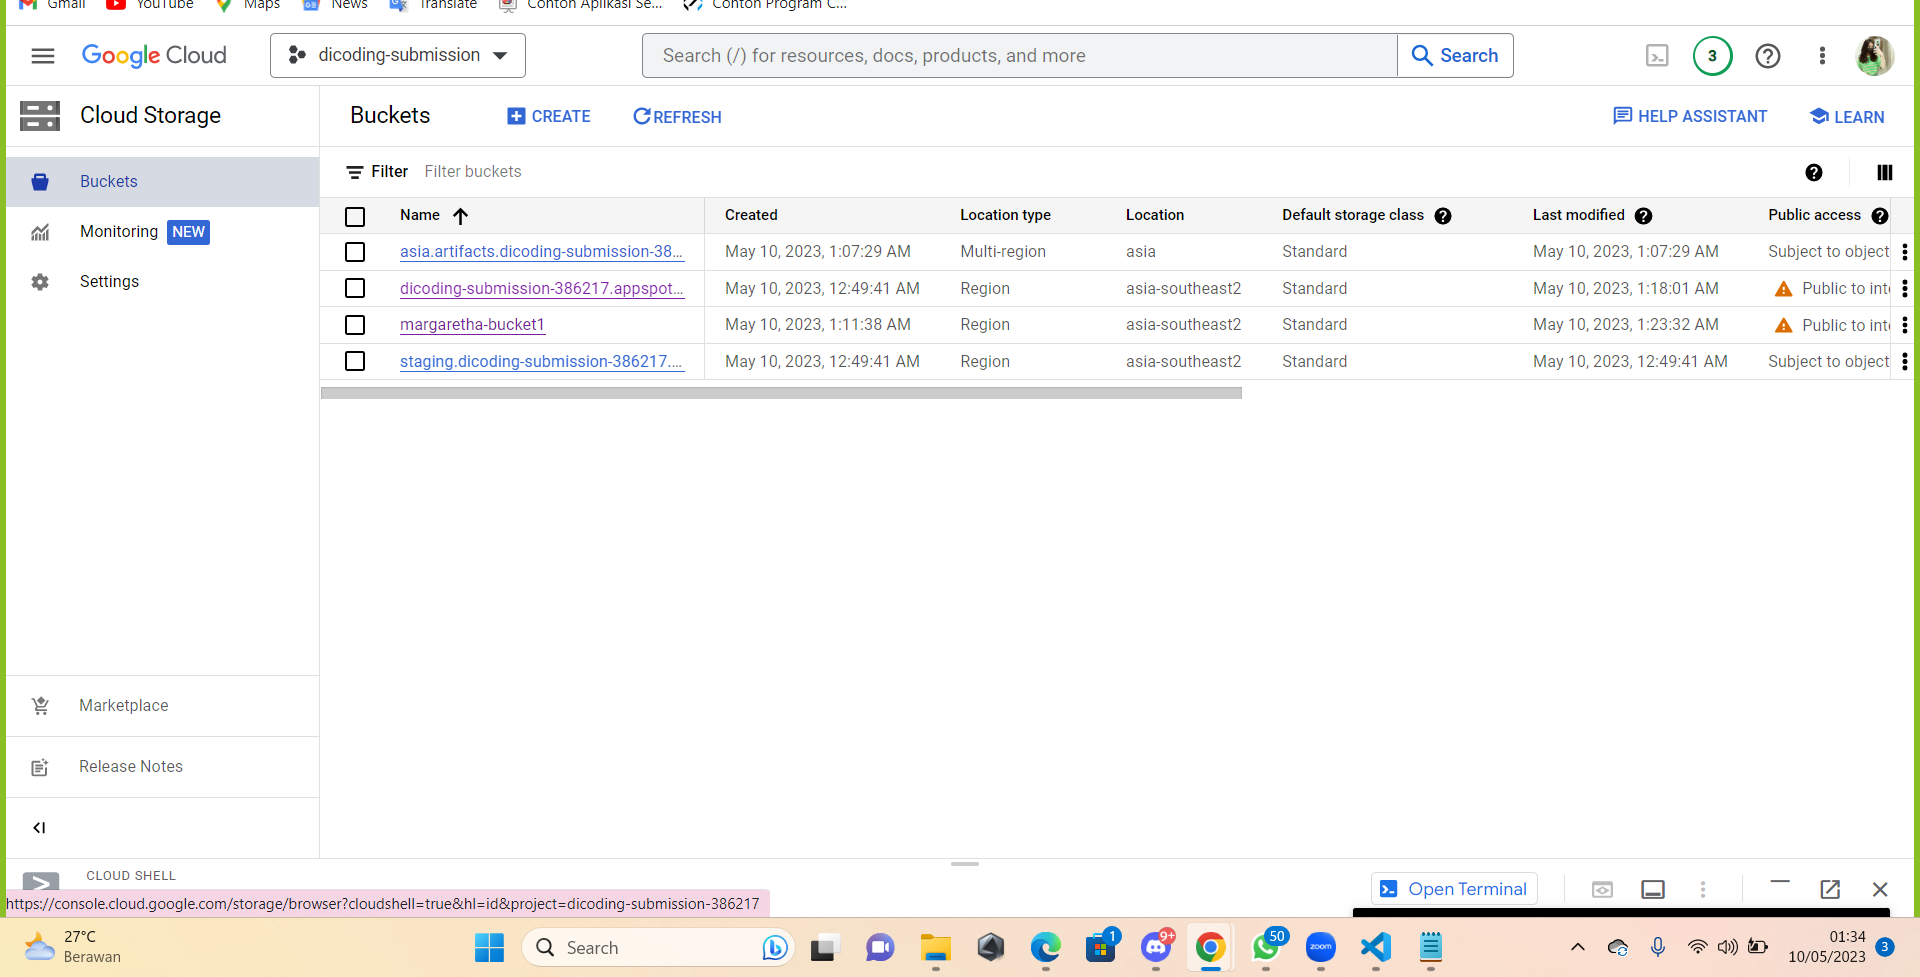 Gmail YouTube Maps News Translate Contoh Aplikasi Se... Contoh Program C...
Google Cloud dicoding-submission Search (/) for resources, docs, products, and more Search 3
Cloud Storage Buckets CREATE REFRESH HELP ASSISTANT LEARN
Buckets
Monitoring NEW
Settings
Marketplace
Release Notes
Filter Filter buckets
Name Created Location type Location Default storage class Last modified Public access
asia.artifacts.dicoding-submission-38... May 10, 2023, 1:07:29 AM Multi-region asia Standard May 10, 2023, 1:07:29 AM Subject to object
dicoding-submission-386217.appspot... May 10, 2023, 12:49:41 AM Region asia-southeast2 Standard May 10, 2023, 1:18:01 AM Public to int
margaretha-bucket1 May 10, 2023, 1:11:38 AM Region asia-southeast2 Standard May 10, 2023, 1:23:32 AM Public to int
staging.dicoding-submission-386217.... May 10, 2023, 12:49:41 AM Region asia-southeast2 Standard May 10, 2023, 12:49:41 AM Subject to object
CLOUD SHELL
Open Terminal
https://console.cloud.google.com/storage/browser?cloudshell=true&hl=id&project=dicoding-submission-386217
27°C
Berawan
Search
1 9+ 50 zoom
01:34
10/05/2023 3